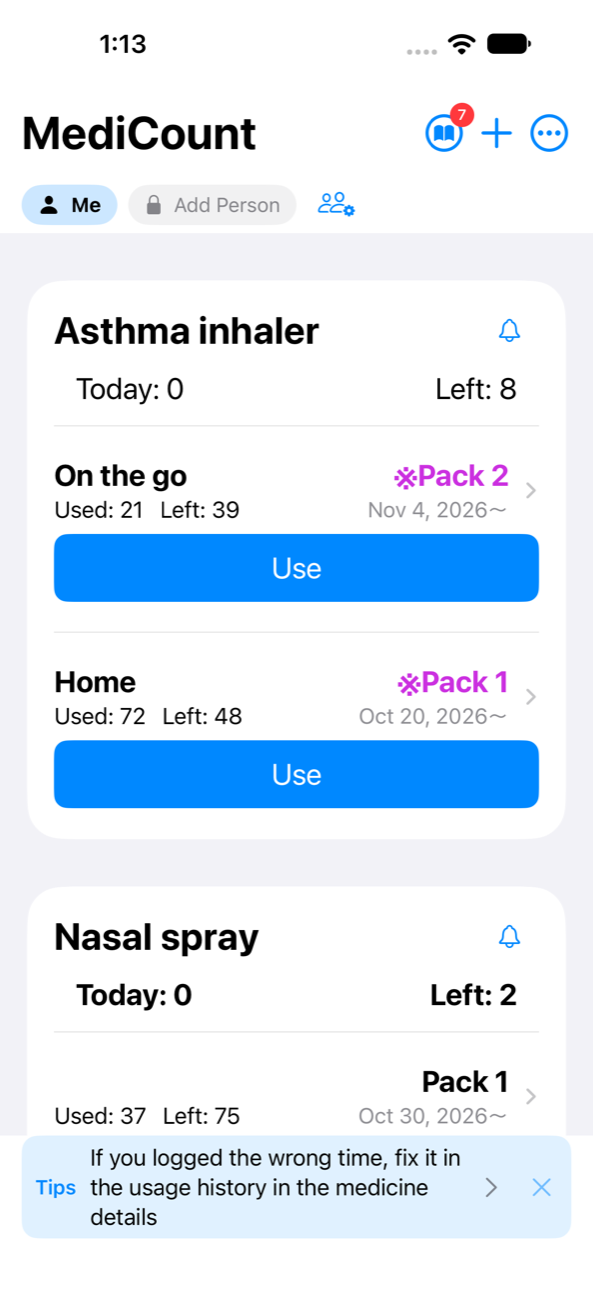 1:13
MediCount
7
Me
Add Person
Asthma inhaler
Today: 0 Left: 8
On the go ※Pack 2
Used: 21 Left: 39 Nov 4, 2026~
Use
Home ※Pack 1
Used: 72 Left: 48 Oct 20, 2026~
Use
Nasal spray
Today: 0 Left: 2
Pack 1
Used: 37 Left: 75 Oct 30, 2026~
Tips
If you logged the wrong time, fix it in
the usage history in the medicine
details